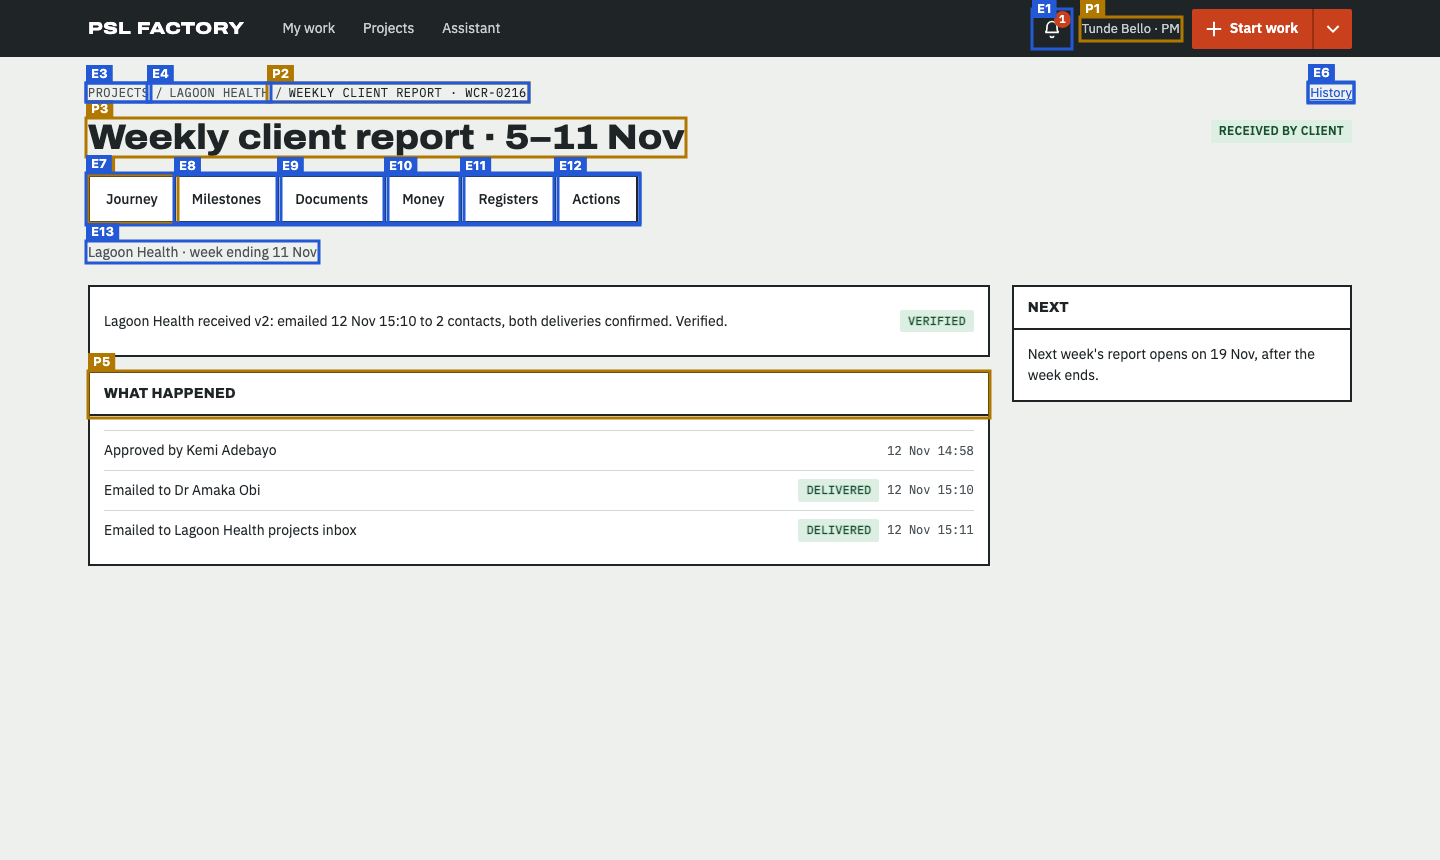 PSL FACTORY My work Projects Assistant E1 1 P1 Tunde Bello · PM Start work
E3 E4 P2 E6
PROJECTS / LAGOON HEALTH / WEEKLY CLIENT REPORT · WCR-0216 History
P3
Weekly client report · 5–11 Nov RECEIVED BY CLIENT
E7 E8 E9 E10 E11 E12
Journey Milestones Documents Money Registers Actions
E13
Lagoon Health · week ending 11 Nov
Lagoon Health received v2: emailed 12 Nov 15:10 to 2 contacts, both deliveries confirmed. Verified. VERIFIED
NEXT
Next week's report opens on 19 Nov, after the
week ends.
P5
WHAT HAPPENED
Approved by Kemi Adebayo 12 Nov 14:58
Emailed to Dr Amaka Obi DELIVERED 12 Nov 15:10
Emailed to Lagoon Health projects inbox DELIVERED 12 Nov 15:11